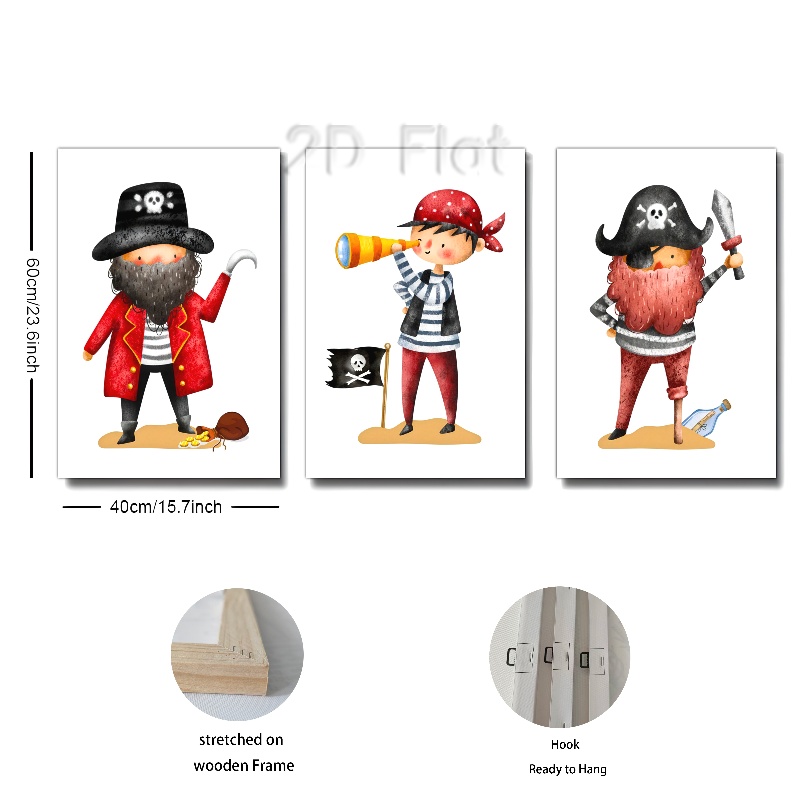 2D Flat
60cm/23.6inch
40cm/15.7inch
stretched on
wooden Frame
Hook
Ready to Hang